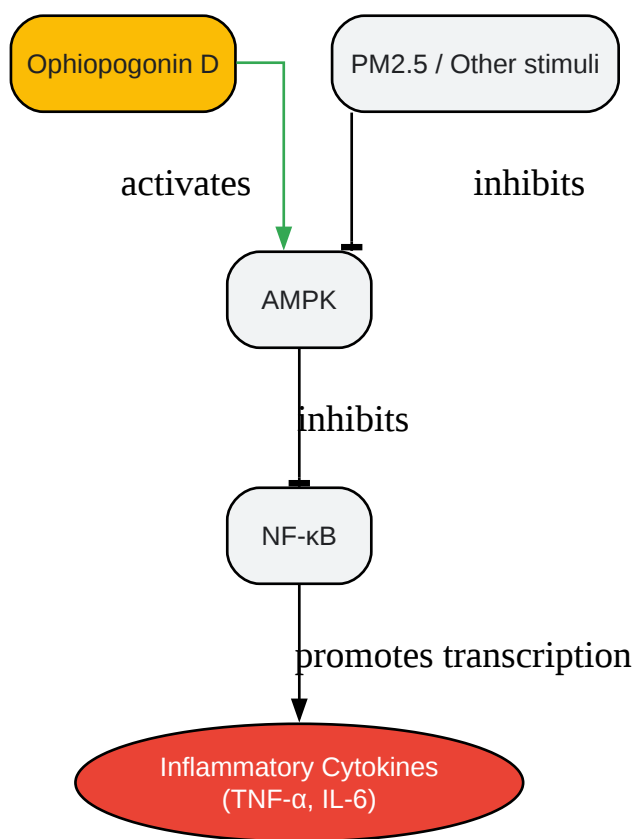 Ophiopogonin D
PM2.5 / Other stimuli
activates
inhibits
AMPK
inhibits
NF-κB
promotes transcription
Inflammatory Cytokines
(TNF-α, IL-6)